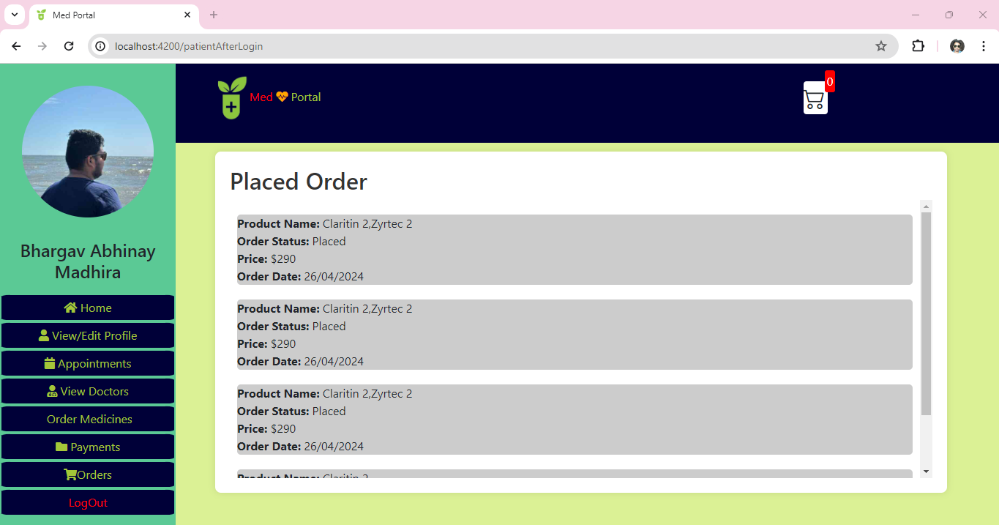 Med Portal
localhost:4200/patientAfterLogin
Med Portal
0
Bhargav Abhinay
Madhira
Home
View/Edit Profile
Appointments
View Doctors
Order Medicines
Payments
Orders
LogOut
Placed Order
Product Name: Claritin 2,Zyrtec 2
Order Status: Placed
Price: $290
Order Date: 26/04/2024
Product Name: Claritin 2,Zyrtec 2
Order Status: Placed
Price: $290
Order Date: 26/04/2024
Product Name: Claritin 2,Zyrtec 2
Order Status: Placed
Price: $290
Order Date: 26/04/2024
Product Name: Claritin 2